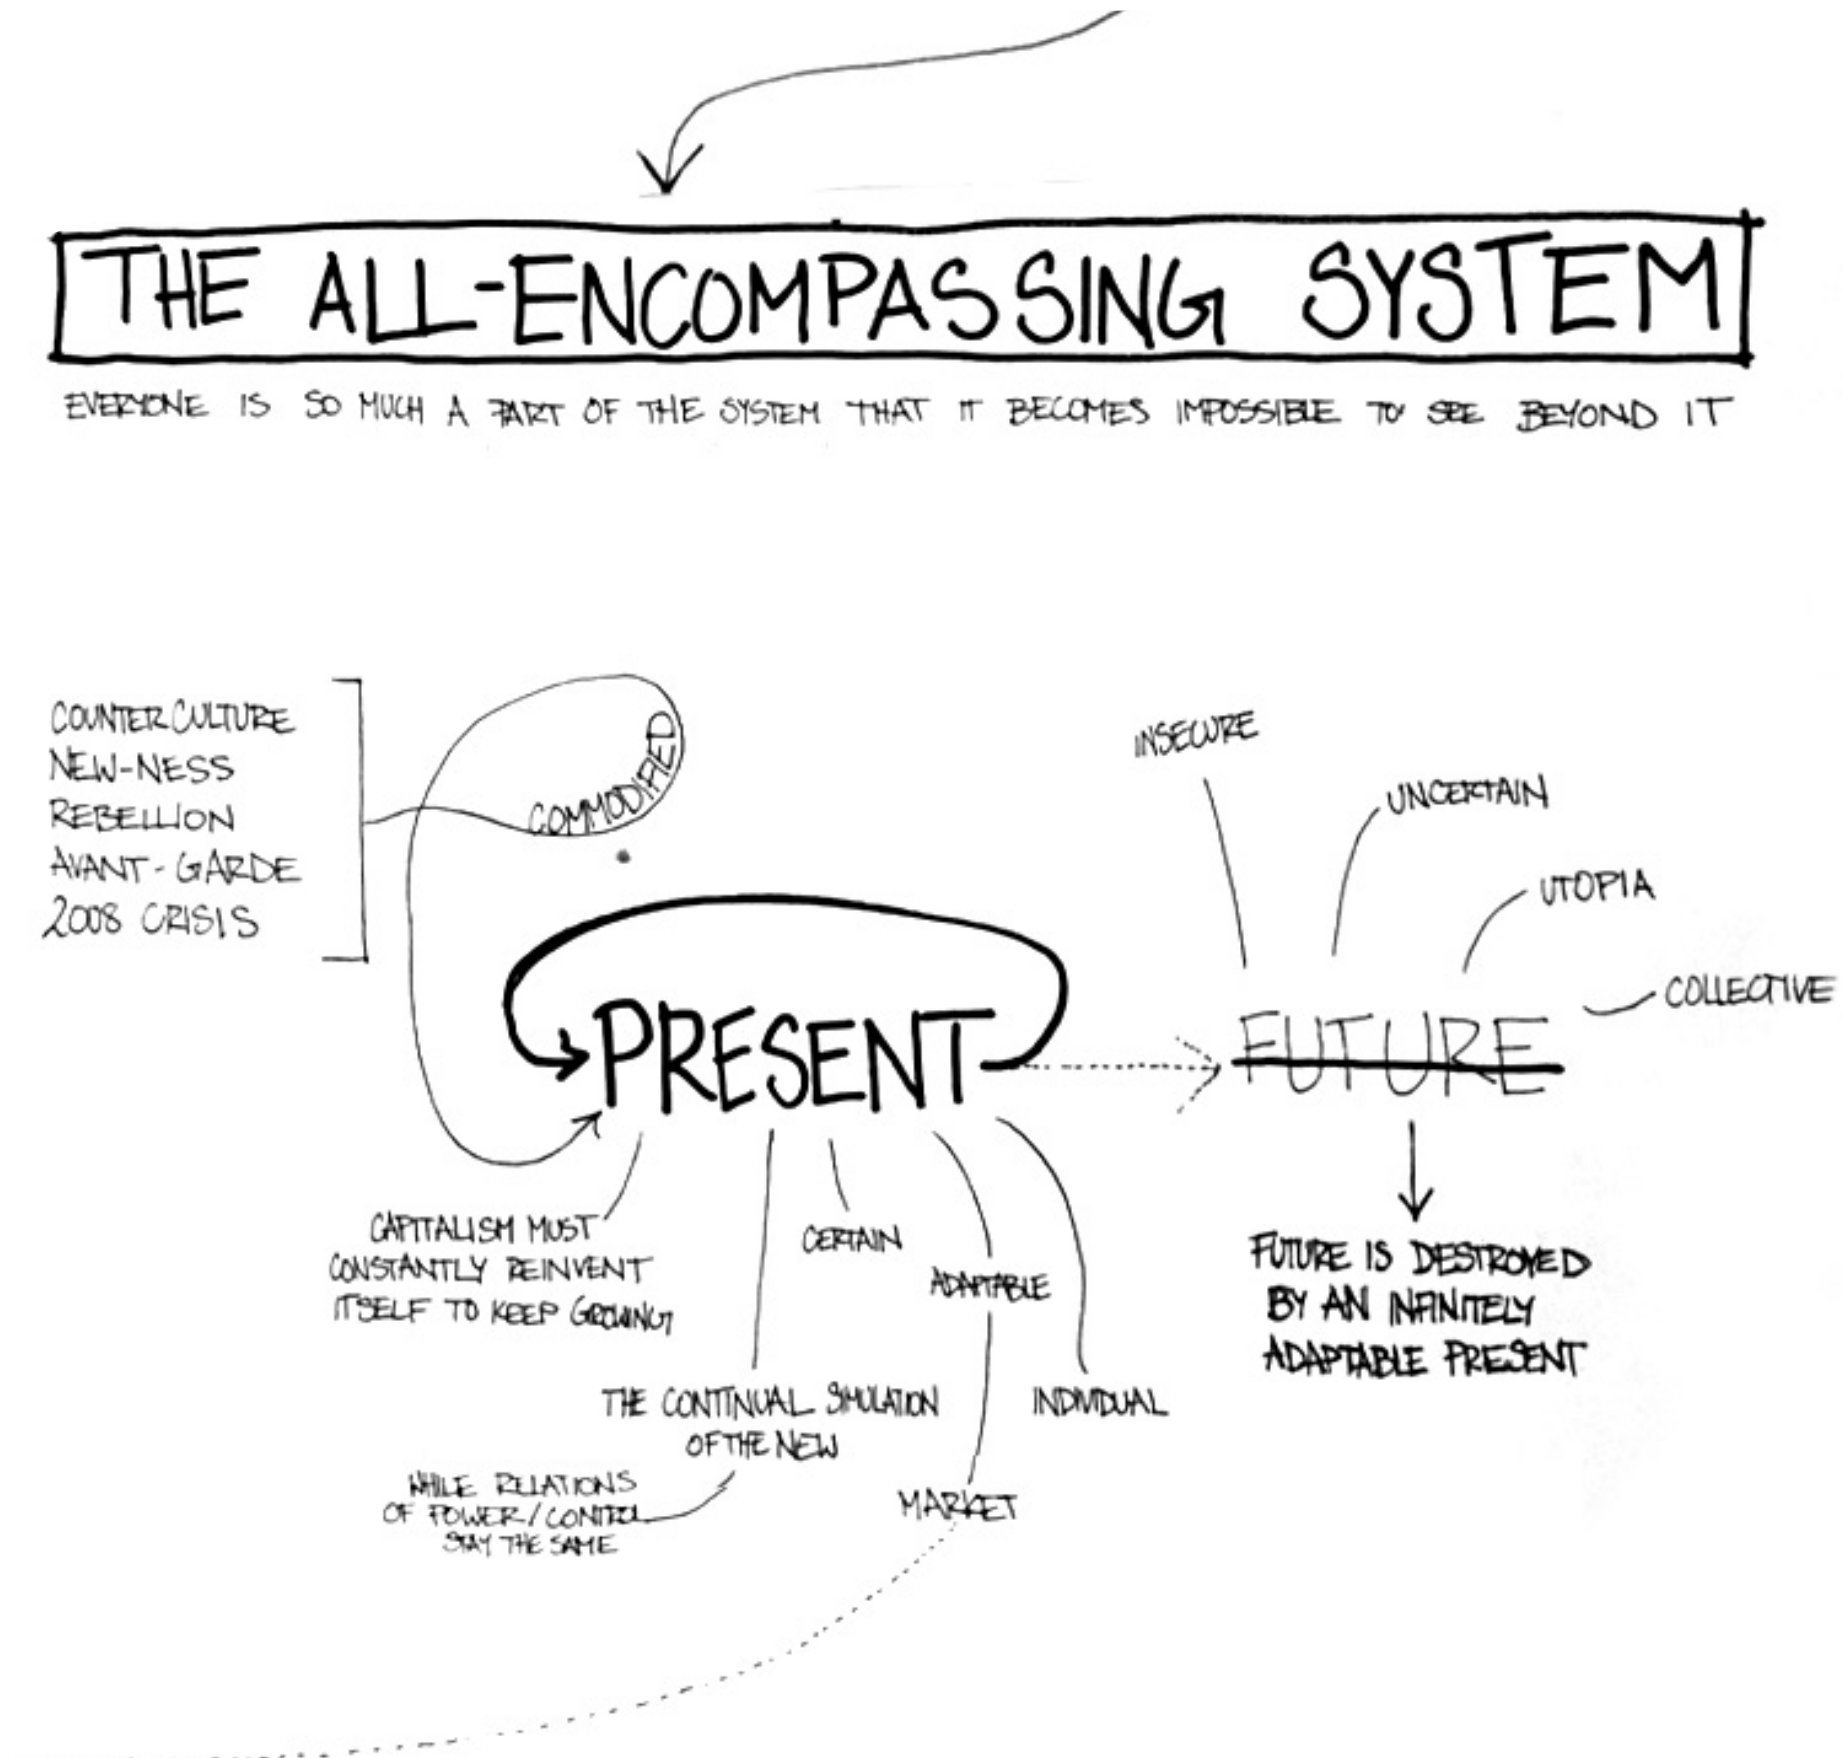 THE ALL-ENCOMPASSING SYSTEM
EVERYONE IS SO MUCH A PART OF THE SYSTEM THAT IT BECOMES IMPOSSIBLE TO SEE BEYOND IT
COUNTER CULTURE
NEW-NESS
REBELLION
AVANT-GARDE
2008 CRISIS
COMMODIFIED
INSECURE
UNCERTAIN
UTOPIA
COLLECTIVE
PRESENT
FUTURE
CAPITALISM MUST
CONSTANTLY REINVENT
ITSELF TO KEEP GROWING
CERTAIN
ADAPTABLE
FUTURE IS DESTROYED
BY AN INFINITELY
ADAPTABLE PRESENT
THE CONTINUAL SIMULATION
OF THE NEW
INDIVIDUAL
WHILE RELATIONS
OF POWER/CONTROL
STAY THE SAME
MARKET